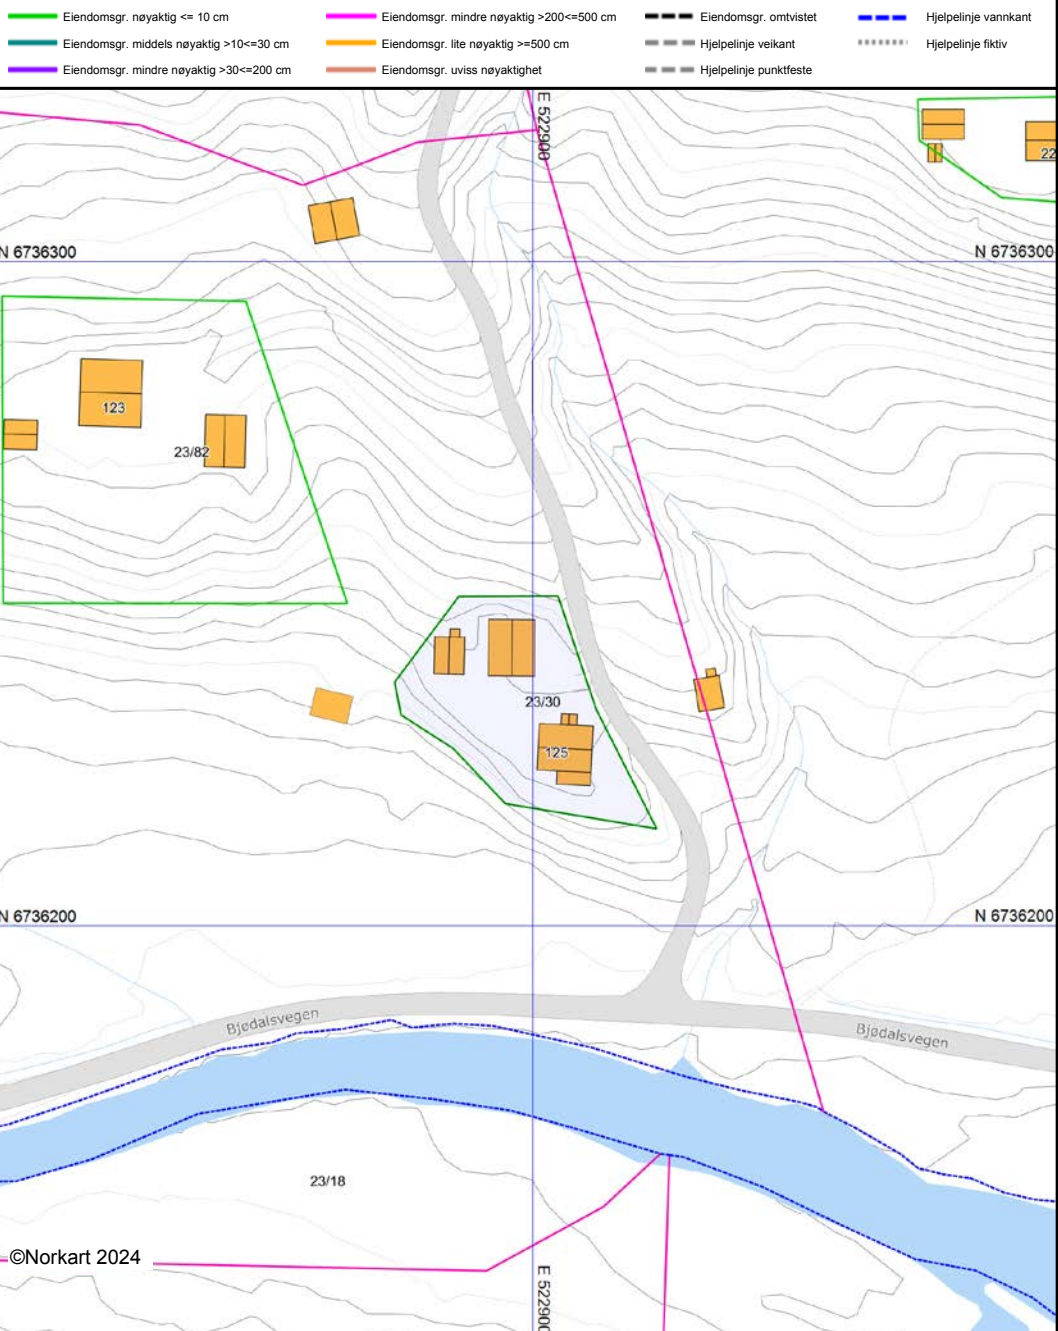 Eiendomsgr. nøyaktig <= 10 cm
Eiendomsgr. mindre nøyaktig >200<=500 cm
Eiendomsgr. omtvistet
Hjelpelinje vannkant
Eiendomsgr. middels nøyaktig >10<=30 cm
Eiendomsgr. lite nøyaktig >=500 cm
Hjelpelinje veikant
Hjelpelinje fiktiv
Eiendomsgr. mindre nøyaktig >30<=200 cm
Eiendomsgr. uviss nøyaktighet
Hjelpelinje punktfeste
E 522900
22
N 6736300
N 6736300
123
23/82
23/30
125
N 6736200
N 6736200
Bjødalsvegen
Bjødalsvegen
23/18
©Norkart 2024
E 522900